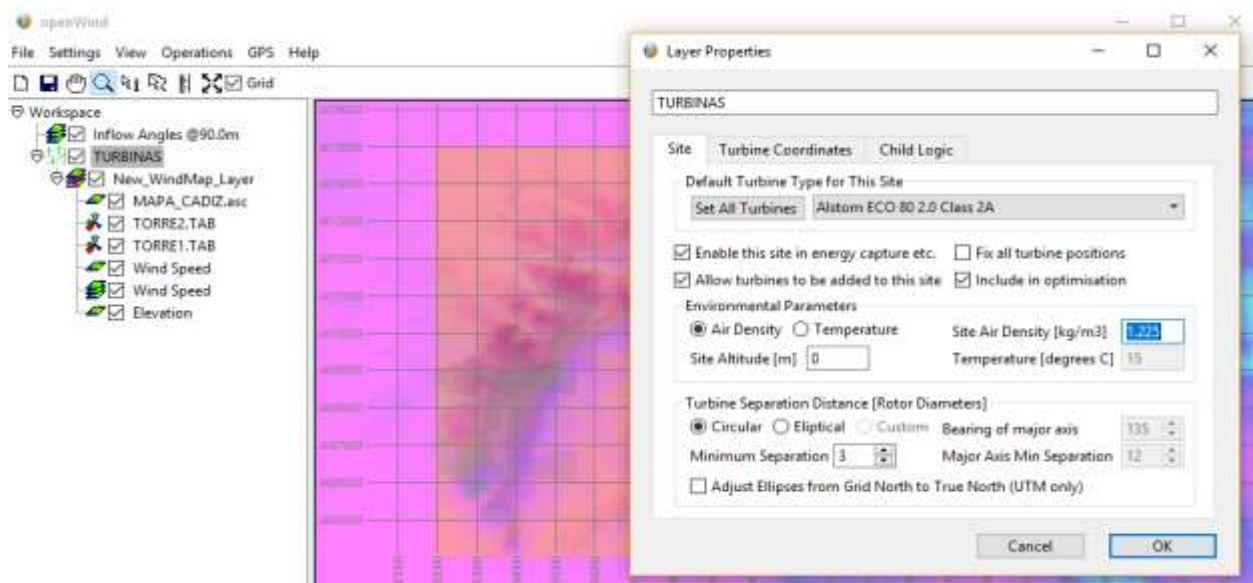 openWind
File Settings View Operations GPS Help
Grid
Workspace
Inflow Angles @90.0m
TURBINAS
New_WindMap_Layer
MAPA_CADIZ.asc
TORRE2.TAB
TORRE1.TAB
Wind Speed
Wind Speed
Elevation
Layer Properties
TURBINAS
Site Turbine Coordinates Child Logic
Default Turbine Type for This Site
Set All Turbines Alstom ECO 80 2.0 Class 2A
Enable this site in energy capture etc. Fix all turbine positions
Allow turbines to be added to this site Include in optimisation
Environmental Parameters
Air Density Temperature Site Air Density [kg/m3] 1.225
Site Altitude [m] 0 Temperature [degrees C] 15
Turbine Separation Distance [Rotor Diameters]
Circular Eliptical Custom Bearing of major axis 135
Minimum Separation 3 Major Axis Min Separation 12
Adjust Ellipses from Grid North to True North (UTM only)
Cancel OK